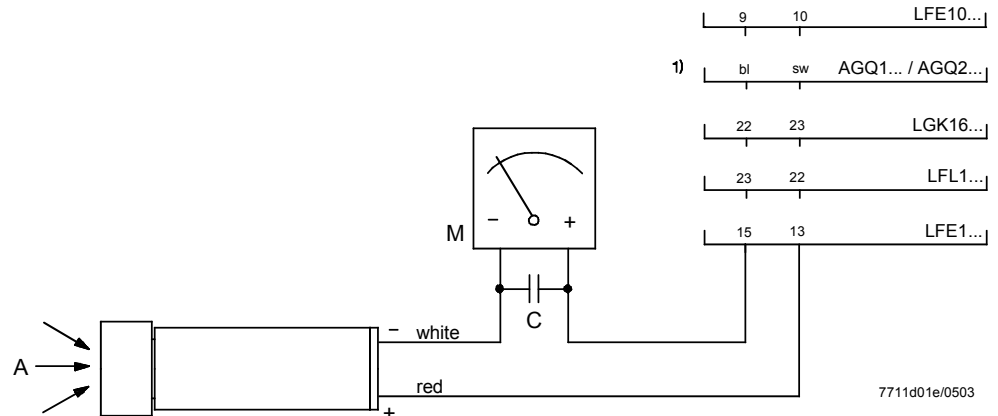 9 10 LFE10...
1) bl sw AGQ1... / AGQ2...
22 23 LGK16...
23 22 LFL1...
15 13 LFE1...
M − +
C
− white
A
red
+
7711d01e/0503